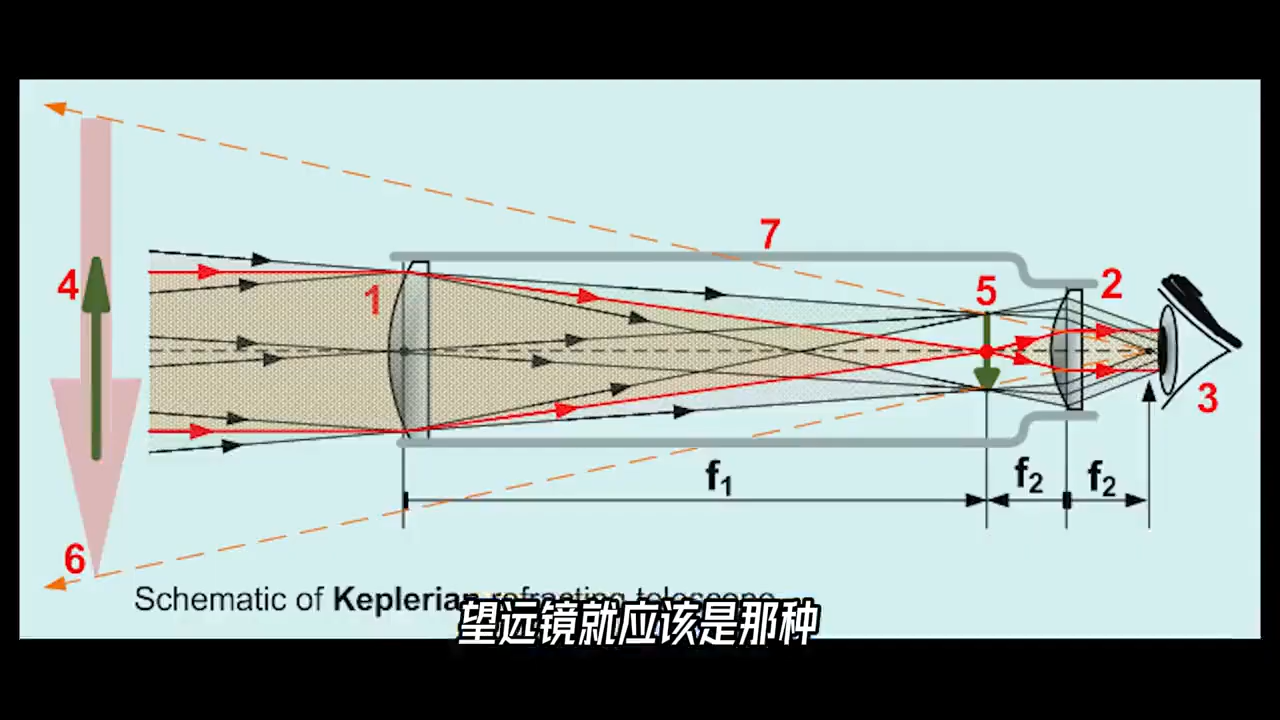 7
4
1
5
2
3
f1
f2
f2
6
Schematic of Keplerian refracting telescope
望远镜就应该是那种